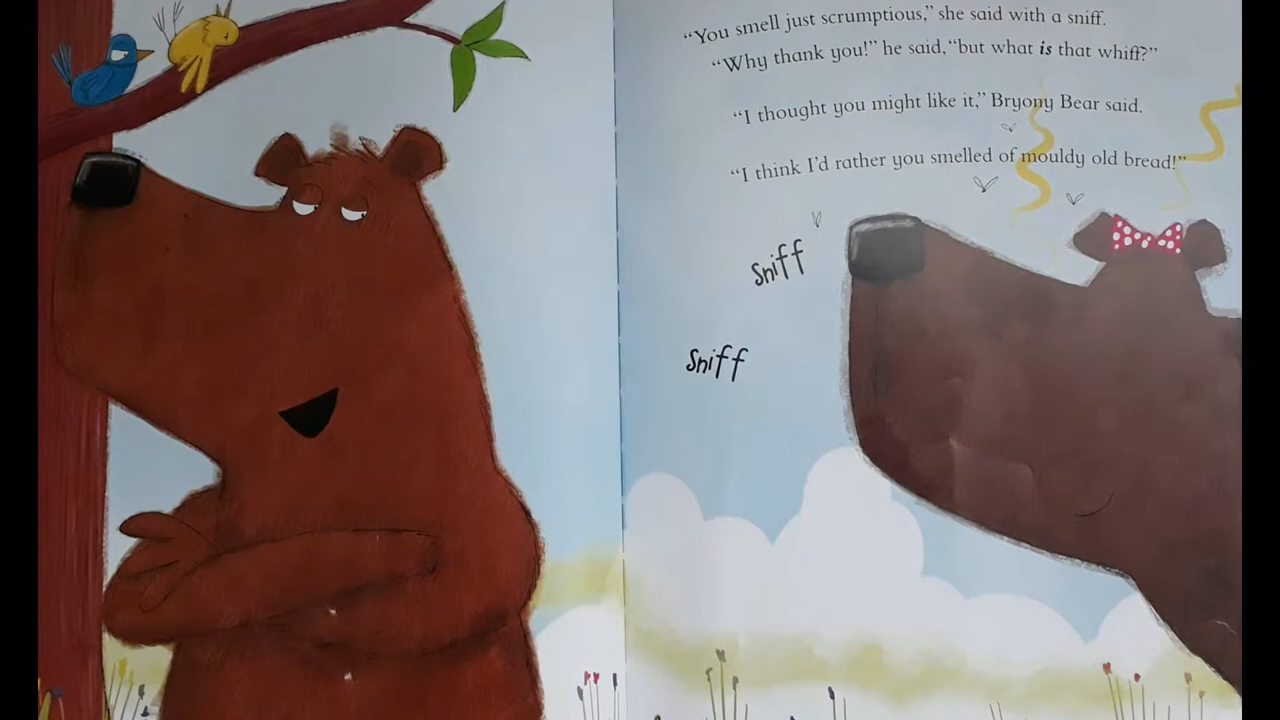 “You smell just scrumptious,” she said with a sniff.
“Why thank you!” he said, “but what is that whiff?”
“I thought you might like it,” Bryony Bear said.
“I think I’d rather you smelled of mouldy old bread!”
sniff
sniff